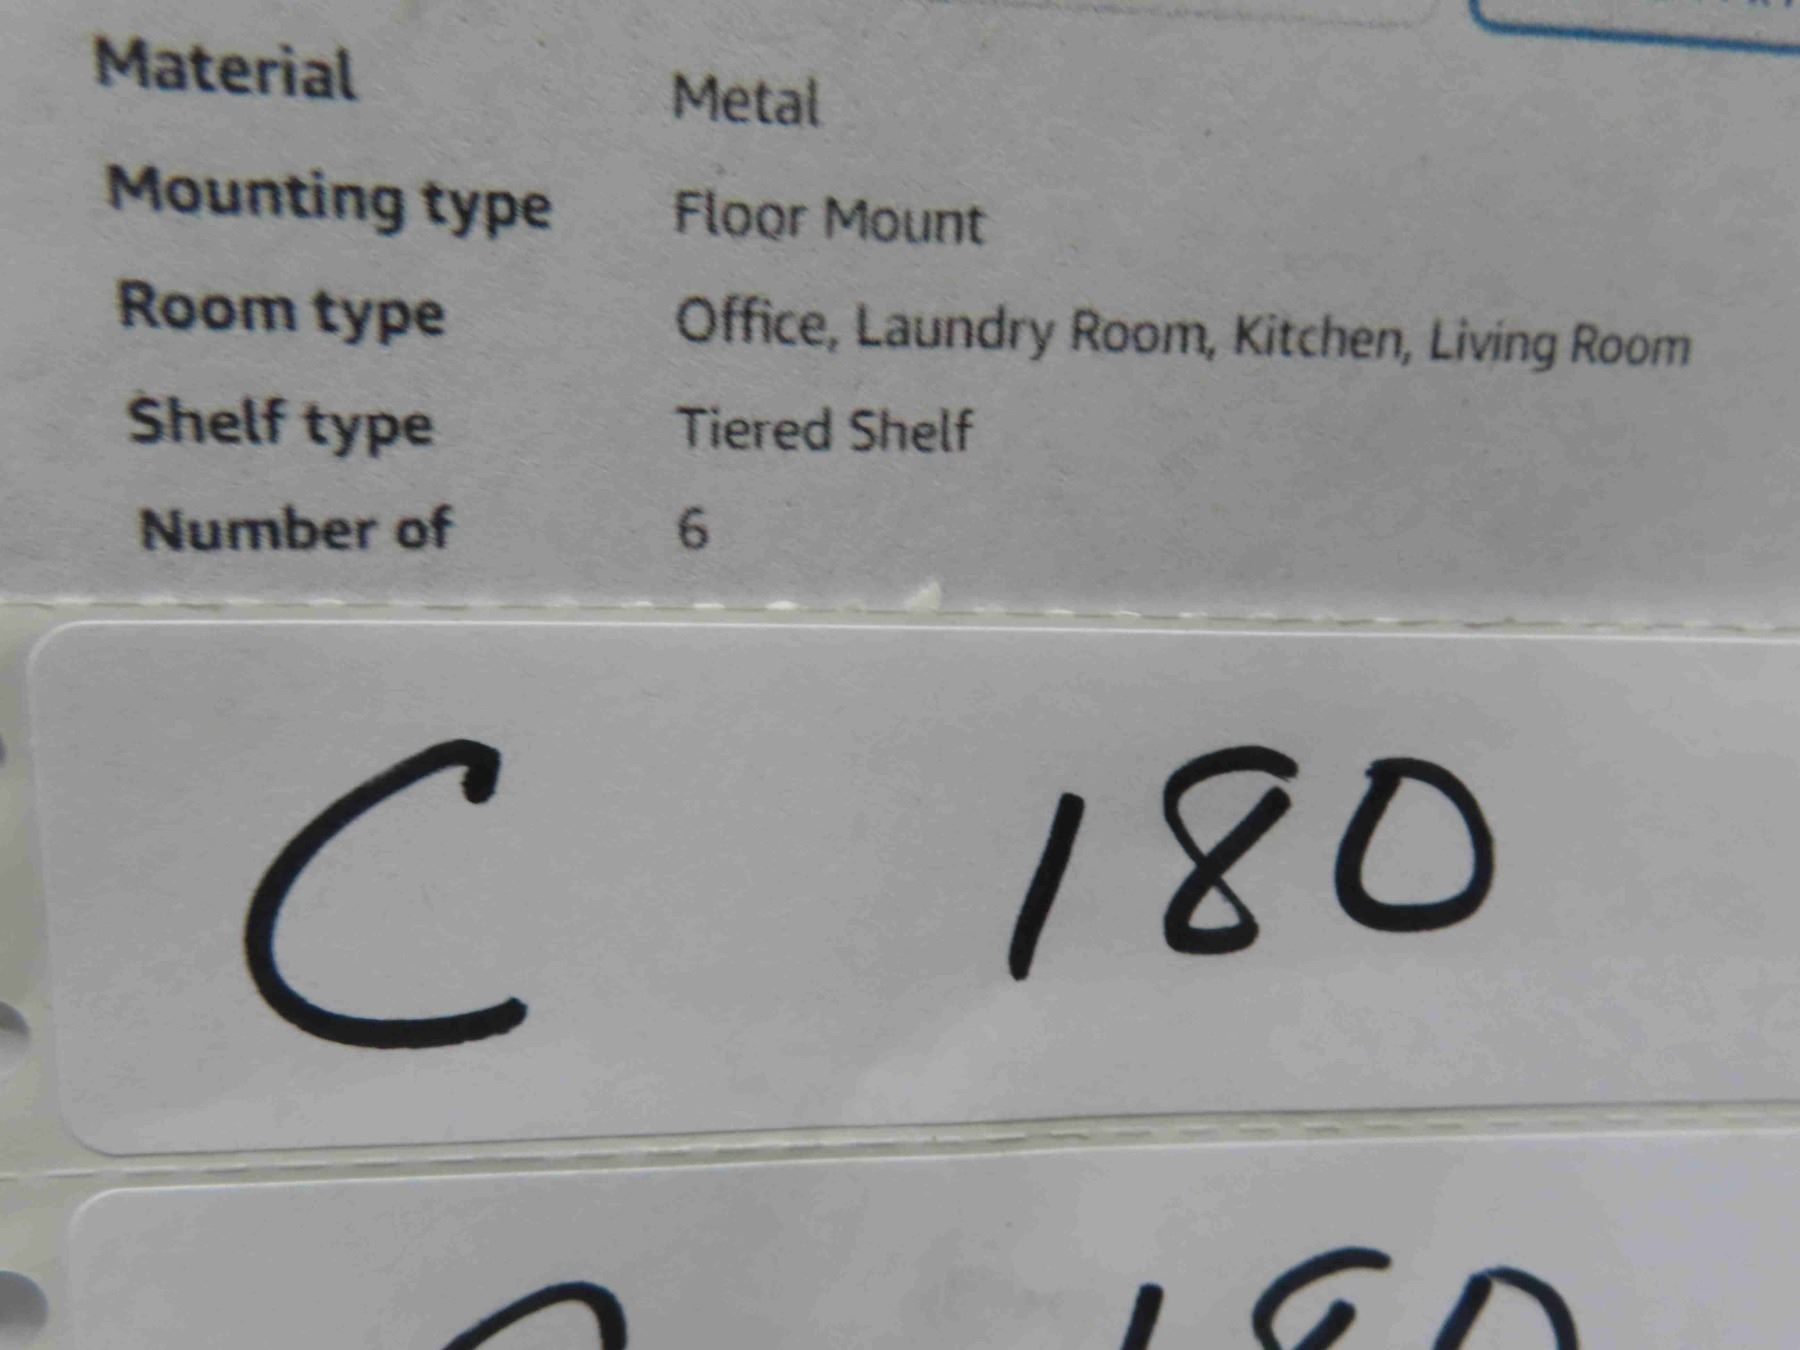 Material Metal
Mounting type Floor Mount
Room type Office, Laundry Room, Kitchen, Living Room
Shelf type Tiered Shelf
Number of 6
C 180
180